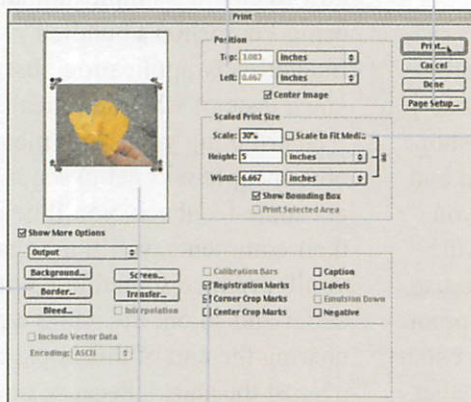 Print
Position
Top: 3.083 inches
Left: 0.667 inches
Center Image
Print...
Cancel
Done
Page Setup...
Scaled Print Size
Scale: 30% Scale to Fit Media
Height: 5 inches
Width: 6.667 inches
Show Bounding Box
Print Selected Area
Show More Options
Output
Background... Screen... Calibration Bars Caption
Border... Transfer... Registration Marks Labels
Bleed... Interpolation Corner Crop Marks Emulsion Down
Center Crop Marks Negative
Include Vector Data
Encoding: ASCII